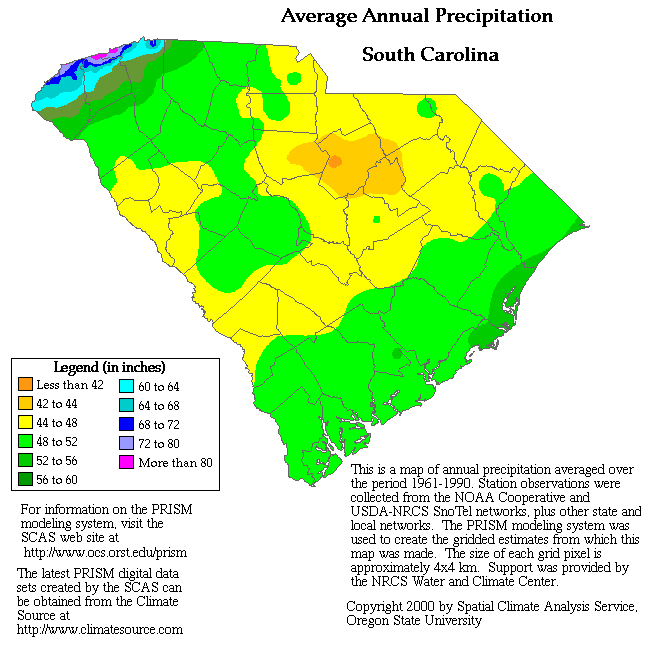 Average Annual Precipitation
South Carolina
Legend (in inches)
Less than 42
42 to 44
44 to 48
48 to 52
52 to 56
56 to 60
60 to 64
64 to 68
68 to 72
72 to 80
More than 80
For information on the PRISM
modeling system, visit the
SCAS web site at
http://www.ocs.orst.edu/prism
The latest PRISM digital data
sets created by the SCAS can
be obtained from the Climate
Source at
http://www.climatesource.com
This is a map of annual precipitation averaged over
the period 1961-1990. Station observations were
collected from the NOAA Cooperative and
USDA-NRCS SnoTel networks, plus other state and
local networks. The PRISM modeling system was
used to create the gridded estimates from which this
map was made. The size of each grid pixel is
approximately 4x4 km. Support was provided by
the NRCS Water and Climate Center.
Copyright 2000 by Spatial Climate Analysis Service,
Oregon State University